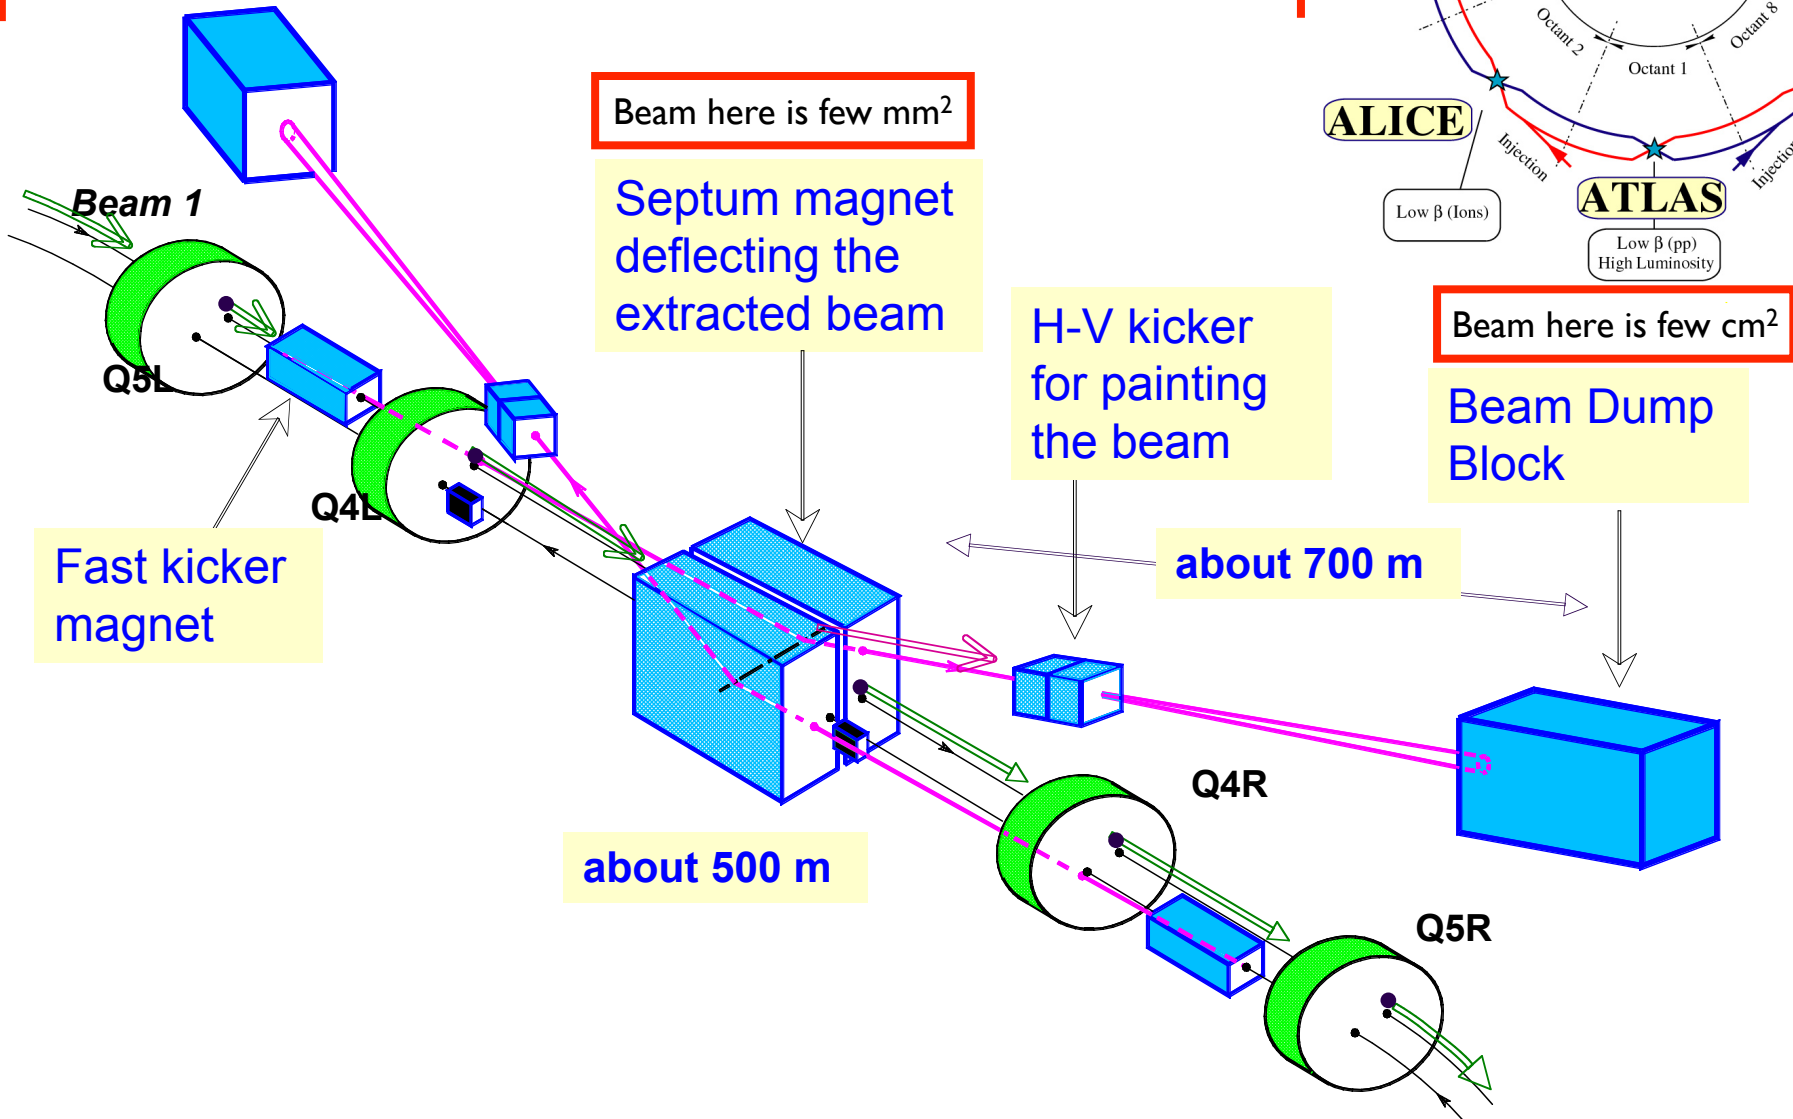 Octant 2
Octant 8
Octant 1
ALICE
Injection
Injection
ATLAS
Low β (Ions)
Low β (pp)
High Luminosity
Beam here is few mm²
Septum magnet
deflecting the
extracted beam
Beam 1
Q5L
Q4L
Fast kicker
magnet
H-V kicker
for painting
the beam
Beam here is few cm²
Beam Dump
Block
about 700 m
about 500 m
Q4R
Q5R